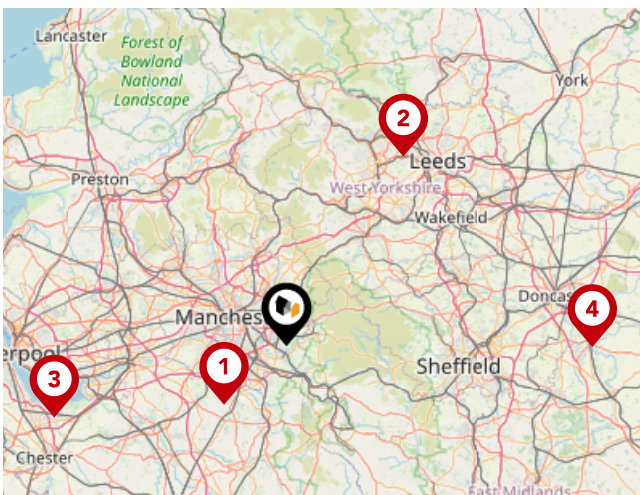 Lancaster
Forest of
Bowland
National
Landscape
York
2
Leeds
Preston
West Yorkshire
Wakefield
Doncas
Manches
4
erpool
1
Sheffield
3
Chester
East Midlands